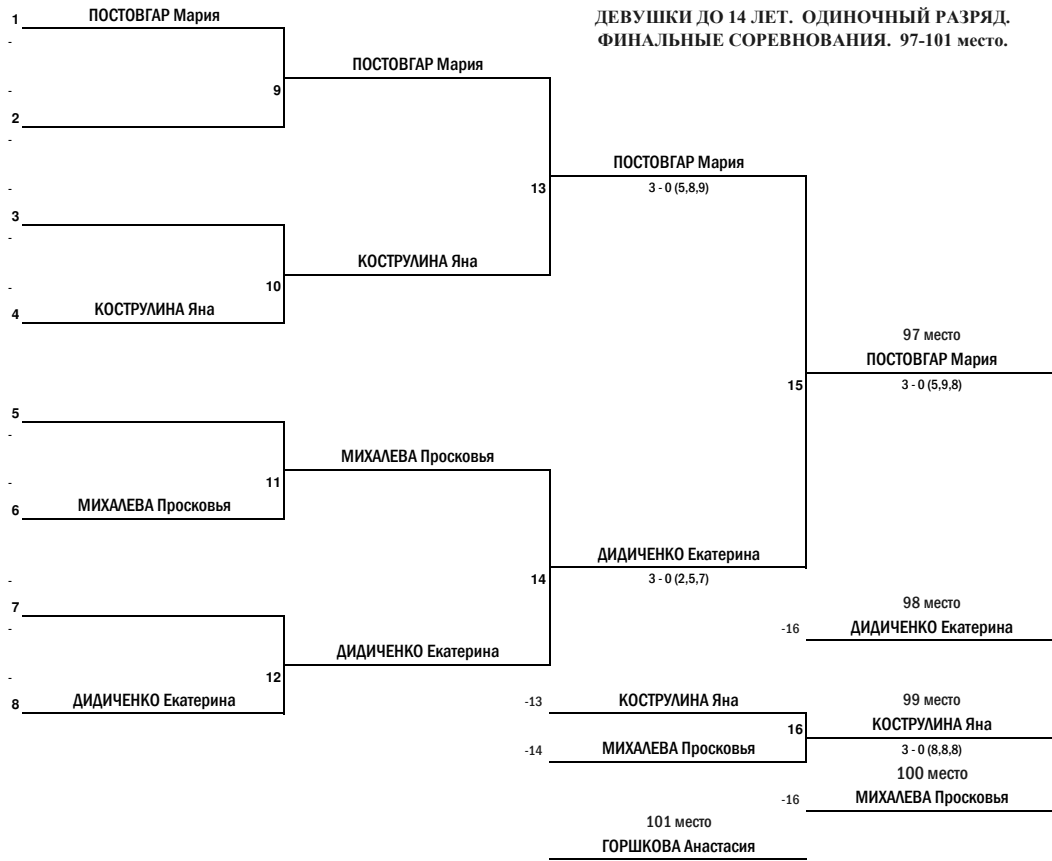 ДЕВУШКИ ДО 14 ЛЕТ. ОДИНОЧНЫЙ РАЗРЯД.
ФИНАЛЬНЫЕ СОРЕВНОВАНИЯ. 97-101 место.
1 ПОСТОВГАР Мария
-
ПОСТОВГАР Мария
- 9
2
-
ПОСТОВГАР Мария
- 13 3 - 0 (5,8,9)
3
-
КОСТРУЛИНА Яна
- 10
4 КОСТРУЛИНА Яна
97 место
ПОСТОВГАР Мария
15 3 - 0 (5,9,8)
5
-
МИХАЛЕВА Просковья
- 11
6 МИХАЛЕВА Просковья
ДИДИЧЕНКО Екатерина
- 14 3 - 0 (2,5,7)
7
98 место
- -16 ДИДИЧЕНКО Екатерина
ДИДИЧЕНКО Екатерина
- 12
8 ДИДИЧЕНКО Екатерина
-13 КОСТРУЛИНА Яна 99 место
16 КОСТРУЛИНА Яна
-14 МИХАЛЕВА Просковья 3 - 0 (8,8,8)
100 место
-16 МИХАЛЕВА Просковья
101 место
ГОРШКОВА Анастасия